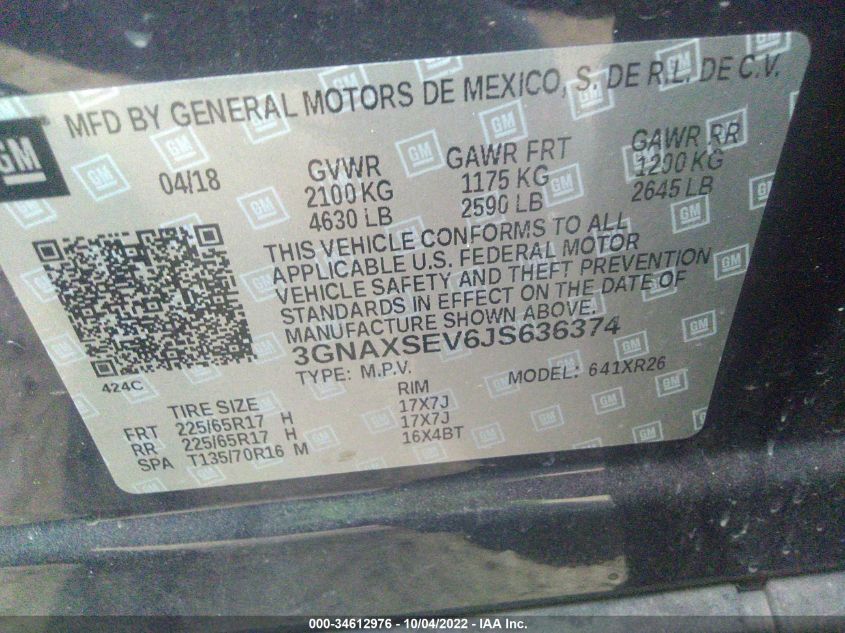 MFD BY GENERAL MOTORS DE MEXICO, S. DE R.L. DE C.V.
GM
04/18 GVWR GAWR FRT GAWR RR
2100 KG 1175 KG 1200 KG
4630 LB 2590 LB 2645 LB
THIS VEHICLE CONFORMS TO ALL
APPLICABLE U.S. FEDERAL MOTOR
VEHICLE SAFETY AND THEFT PREVENTION
STANDARDS IN EFFECT ON THE DATE OF
MANUFACTURE SHOWN ABOVE.
3GNAXSEV6JS636374
424C
TYPE: M.P.V. MODEL: 641XR26
TIRE SIZE RIM
FRT 225/65R17 H 17X7J
RR 225/65R17 H 17X7J
SPA T135/70R16 M 16X4BT
000-34612976 - 10/04/2022 - IAA Inc.